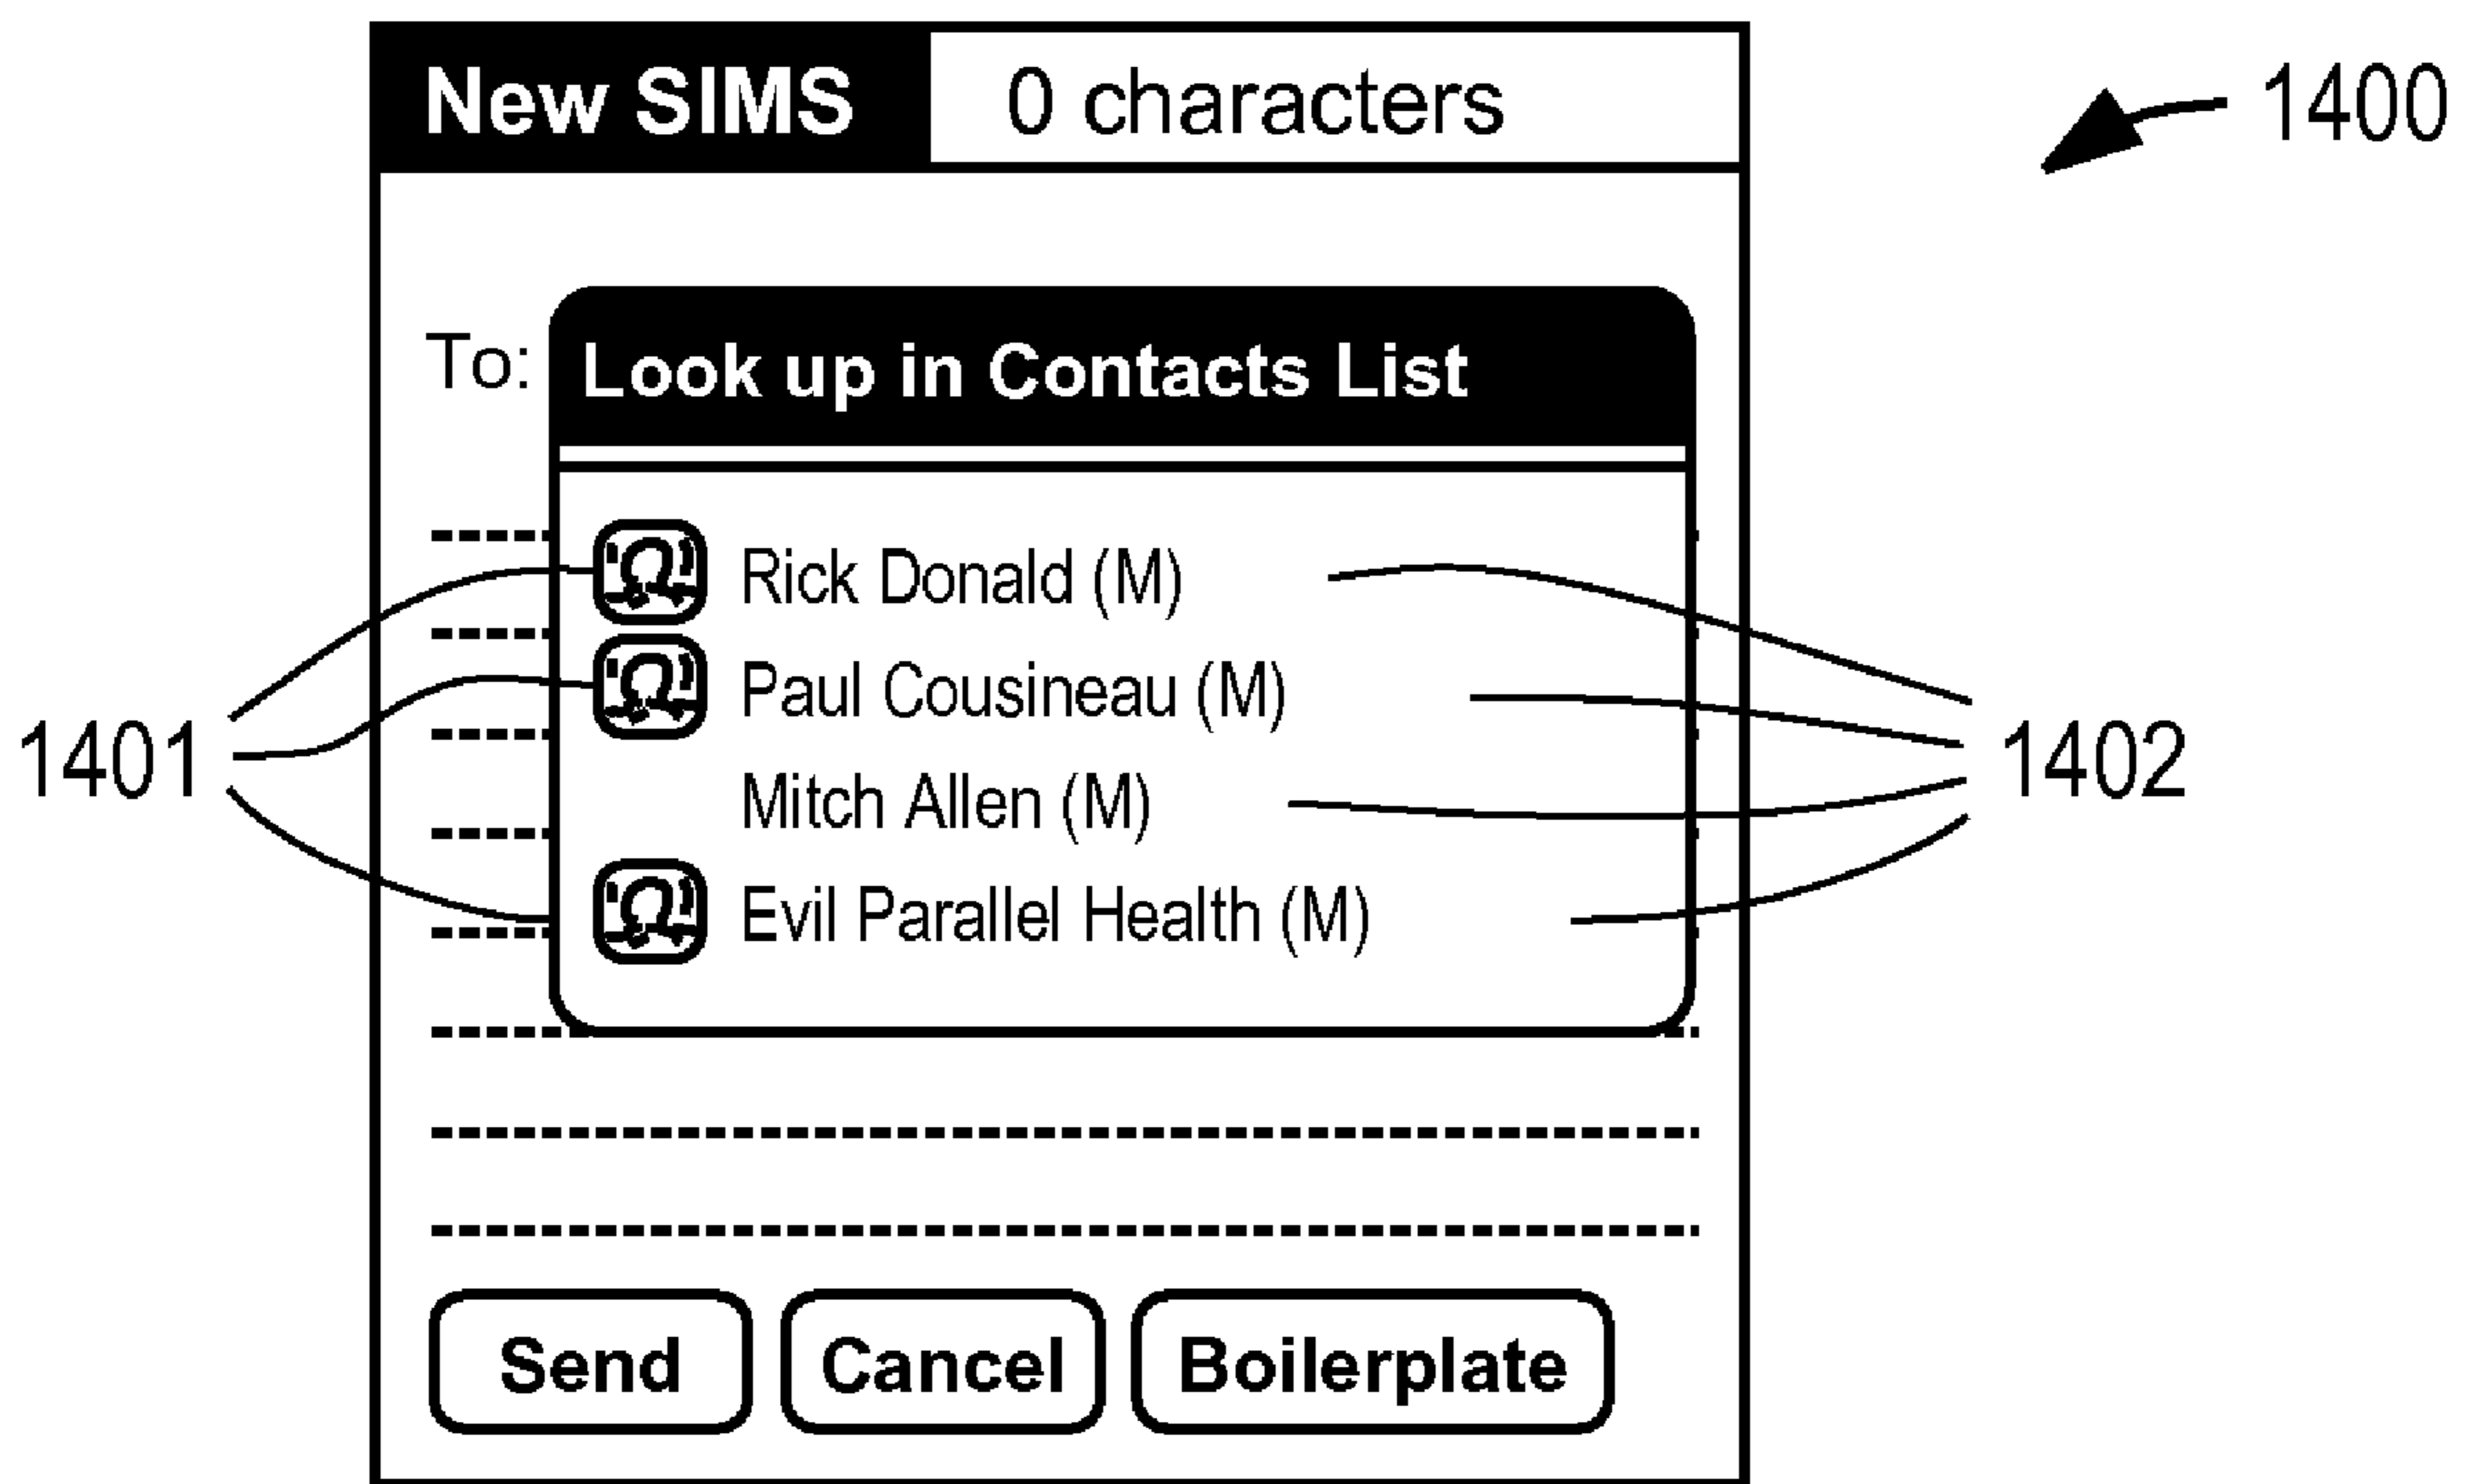 New SIMS 0 characters
1400
To: Look up in Contacts List
Rick Donald (M)
Paul Cousineau (M)
1401
1402
Mitch Allen (M)
Evil Parallel Health (M)
Send Cancel Boilerplate